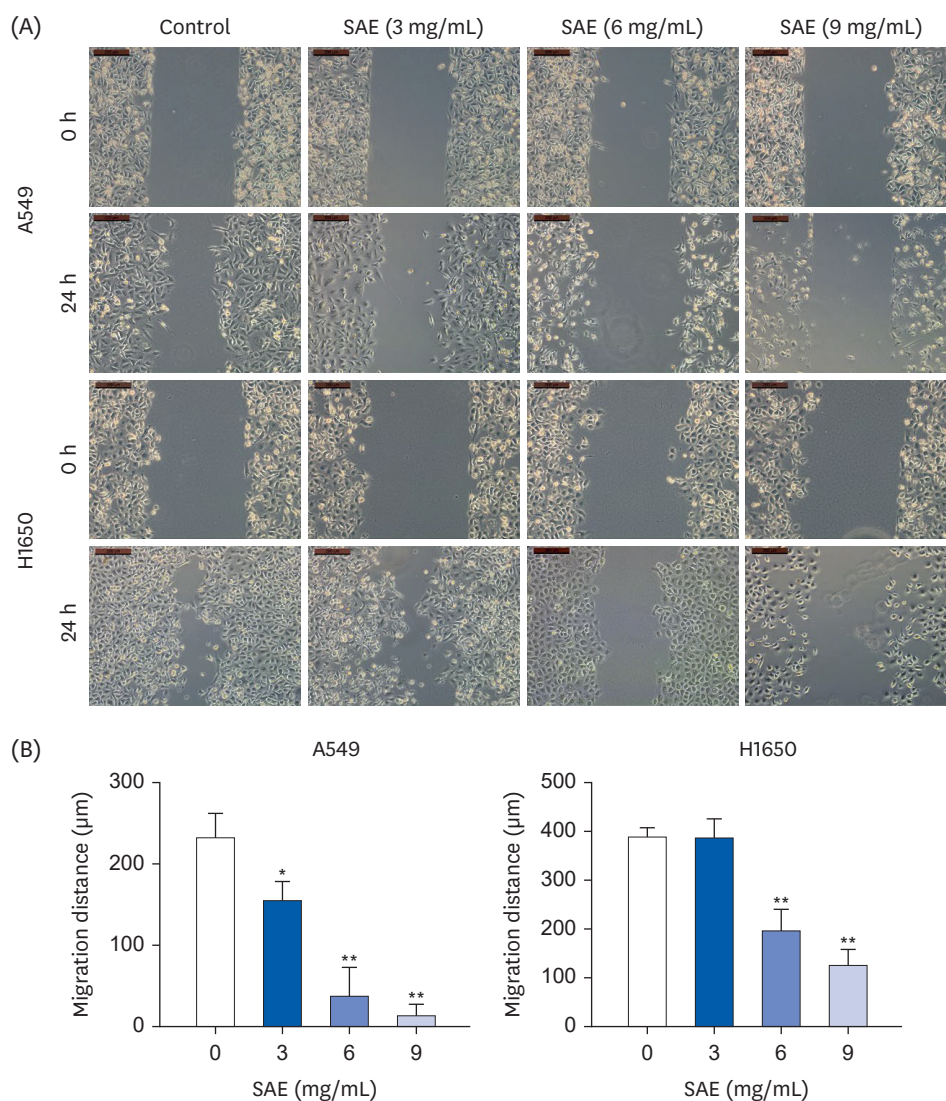 (A)
Control
SAE (3 mg/mL)
SAE (6 mg/mL)
SAE (9 mg/mL)
A549
0 h
24 h
H1650
0 h
24 h
(B)
A549
Migration distance (µm)
300
200
100
0
*
**
**
0 3 6 9
SAE (mg/mL)
H1650
Migration distance (µm)
500
400
300
200
100
0
**
**
0 3 6 9
SAE (mg/mL)